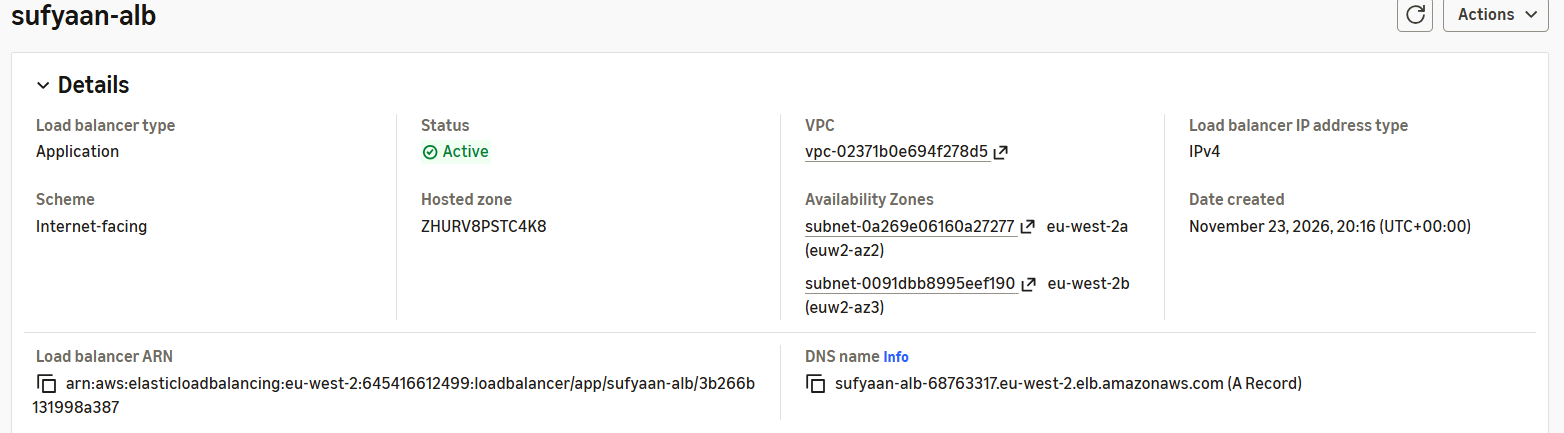 sufyaan-alb
Actions
Details
Load balancer type
Application
Status
Active
VPC
vpc-02371b0e694f278d5
Load balancer IP address type
IPv4
Scheme
Internet-facing
Hosted zone
ZHURV8PSTC4K8
Availability Zones
subnet-0a269e06160a27277 eu-west-2a
(euw2-az2)
subnet-0091dbb8995eef190 eu-west-2b
(euw2-az3)
Date created
November 23, 2026, 20:16 (UTC+00:00)
Load balancer ARN
arn:aws:elasticloadbalancing:eu-west-2:645416612499:loadbalancer/app/sufyaan-alb/3b266b
131998a387
DNS name Info
sufyaan-alb-68763317.eu-west-2.elb.amazonaws.com (A Record)